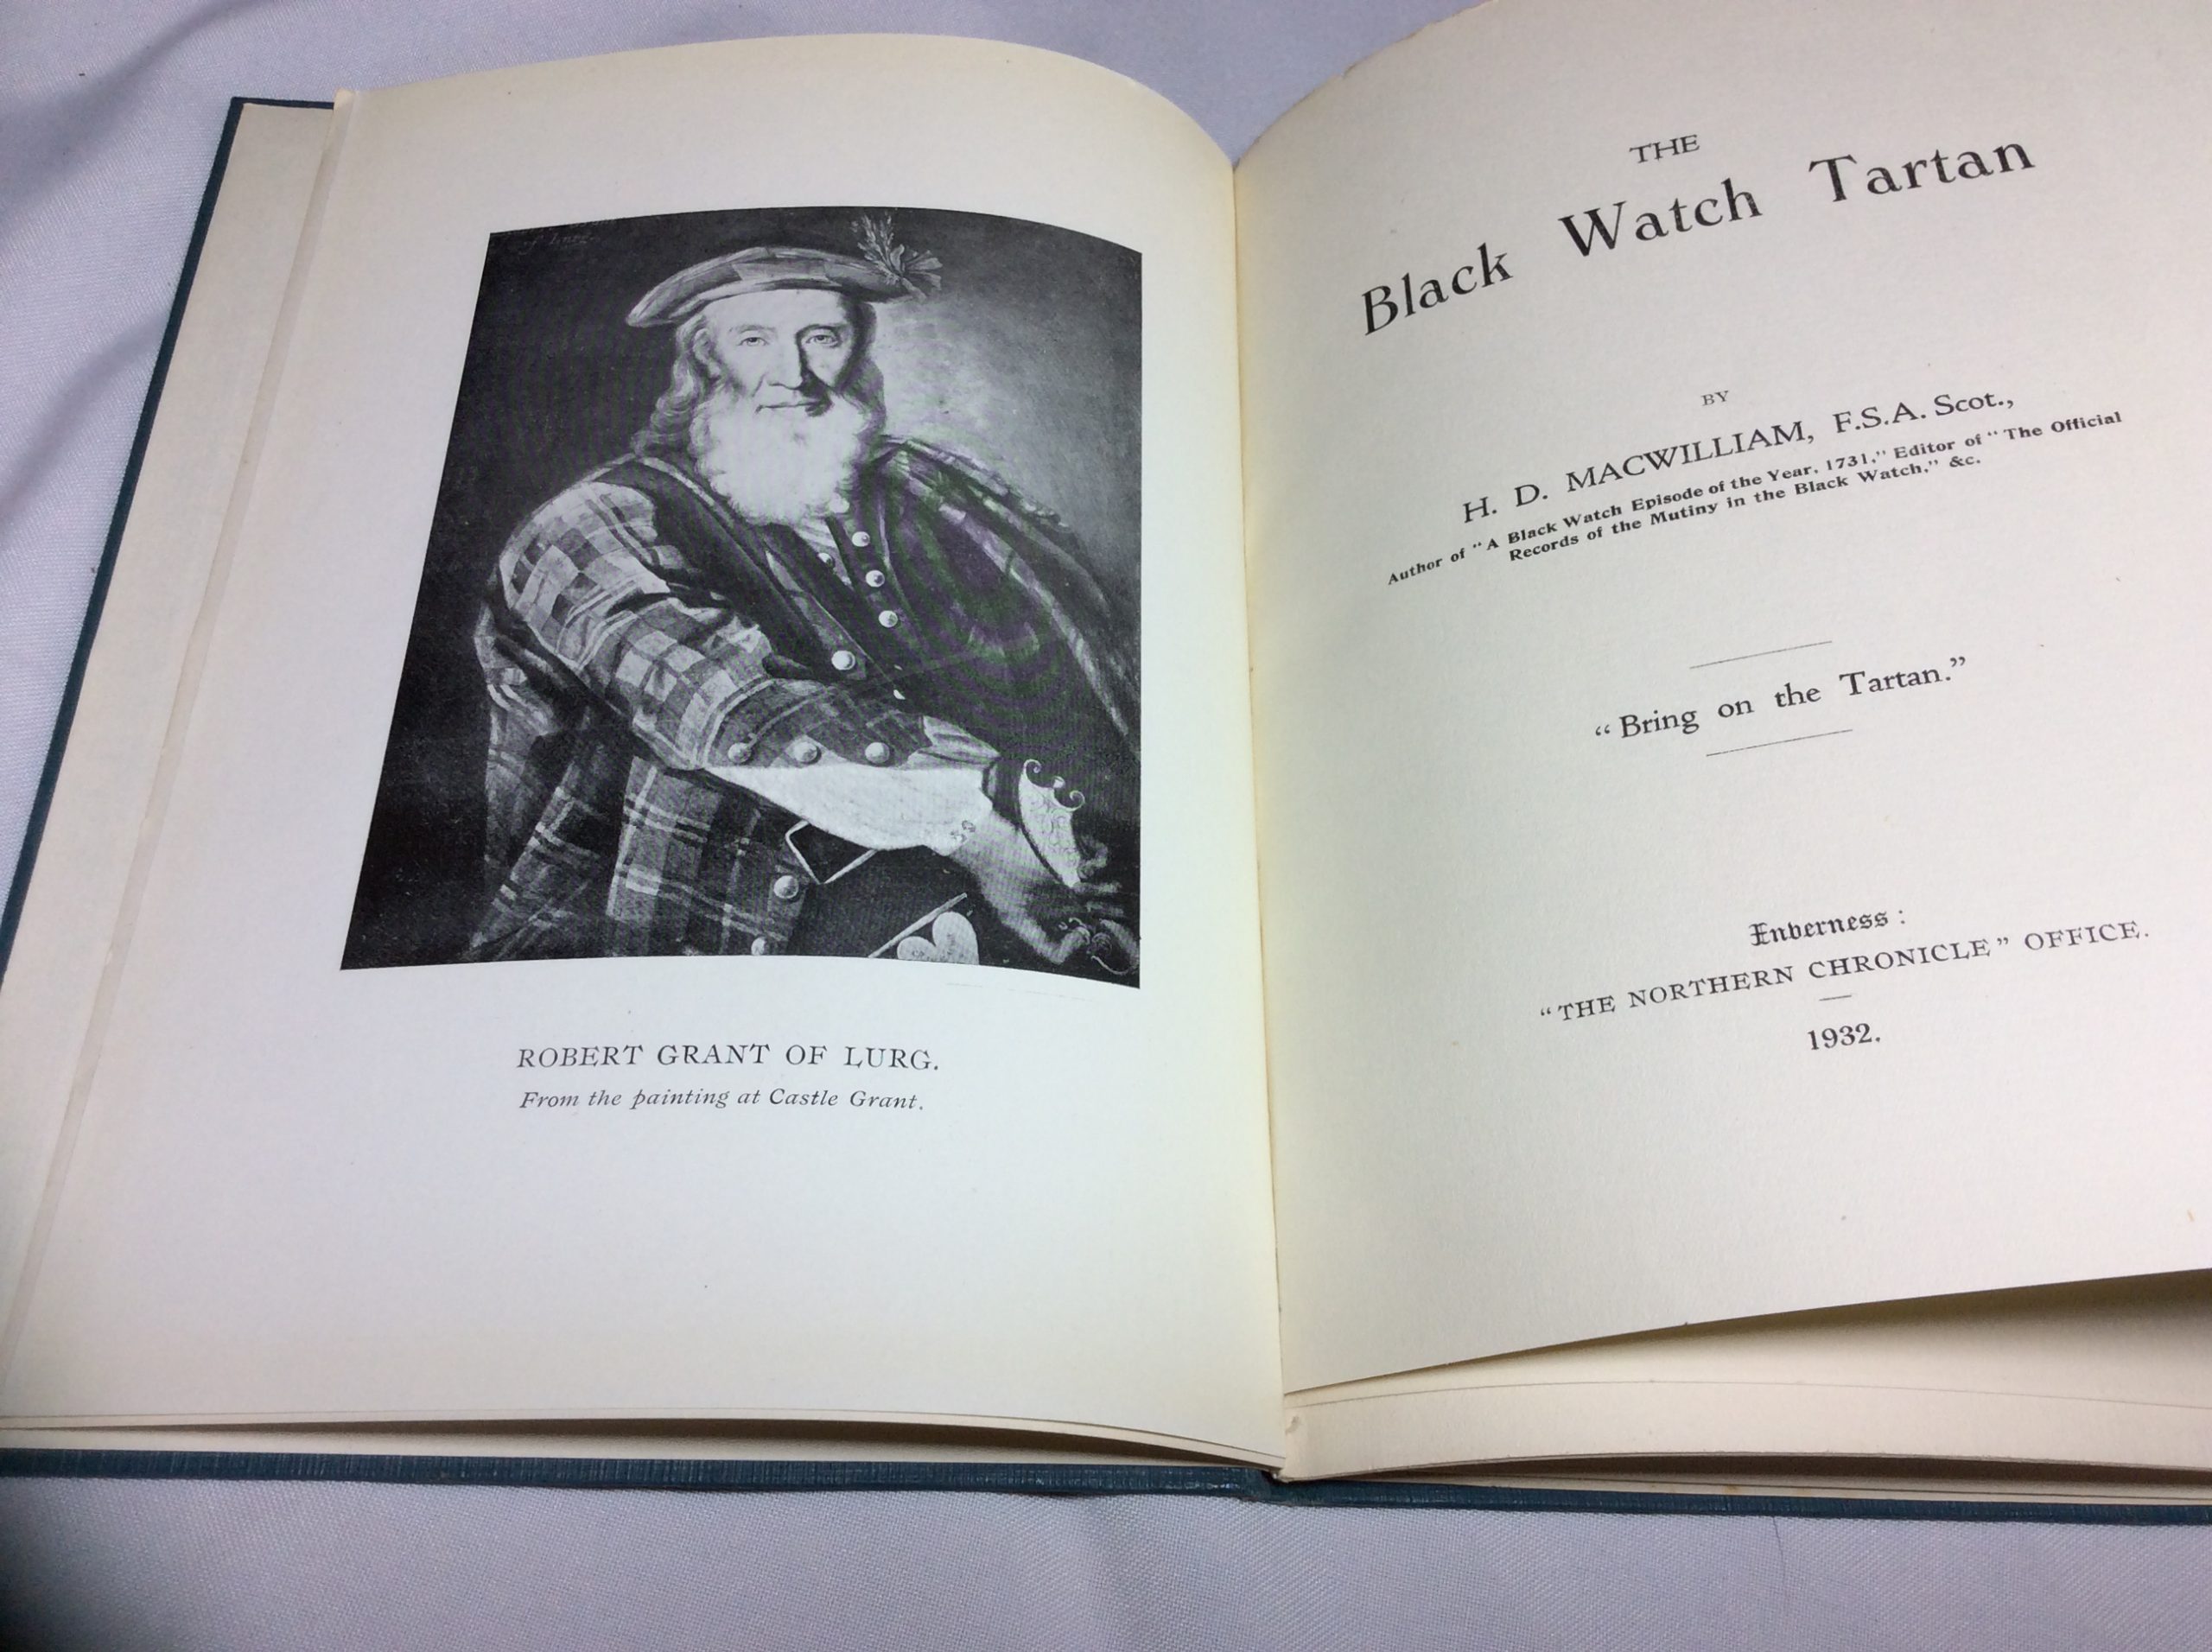 ROBERT GRANT OF LURG.
From the painting at Castle Grant.
THE
Black Watch Tartan
BY
H. D. MACWILLIAM, F.S.A. Scot.,
Author of "A Black Watch Episode of the Year, 1731," Editor of "The Official
Records of the Mutiny in the Black Watch," &c.
"Bring on the Tartan."
Inverness:
"THE NORTHERN CHRONICLE" OFFICE.
1932.